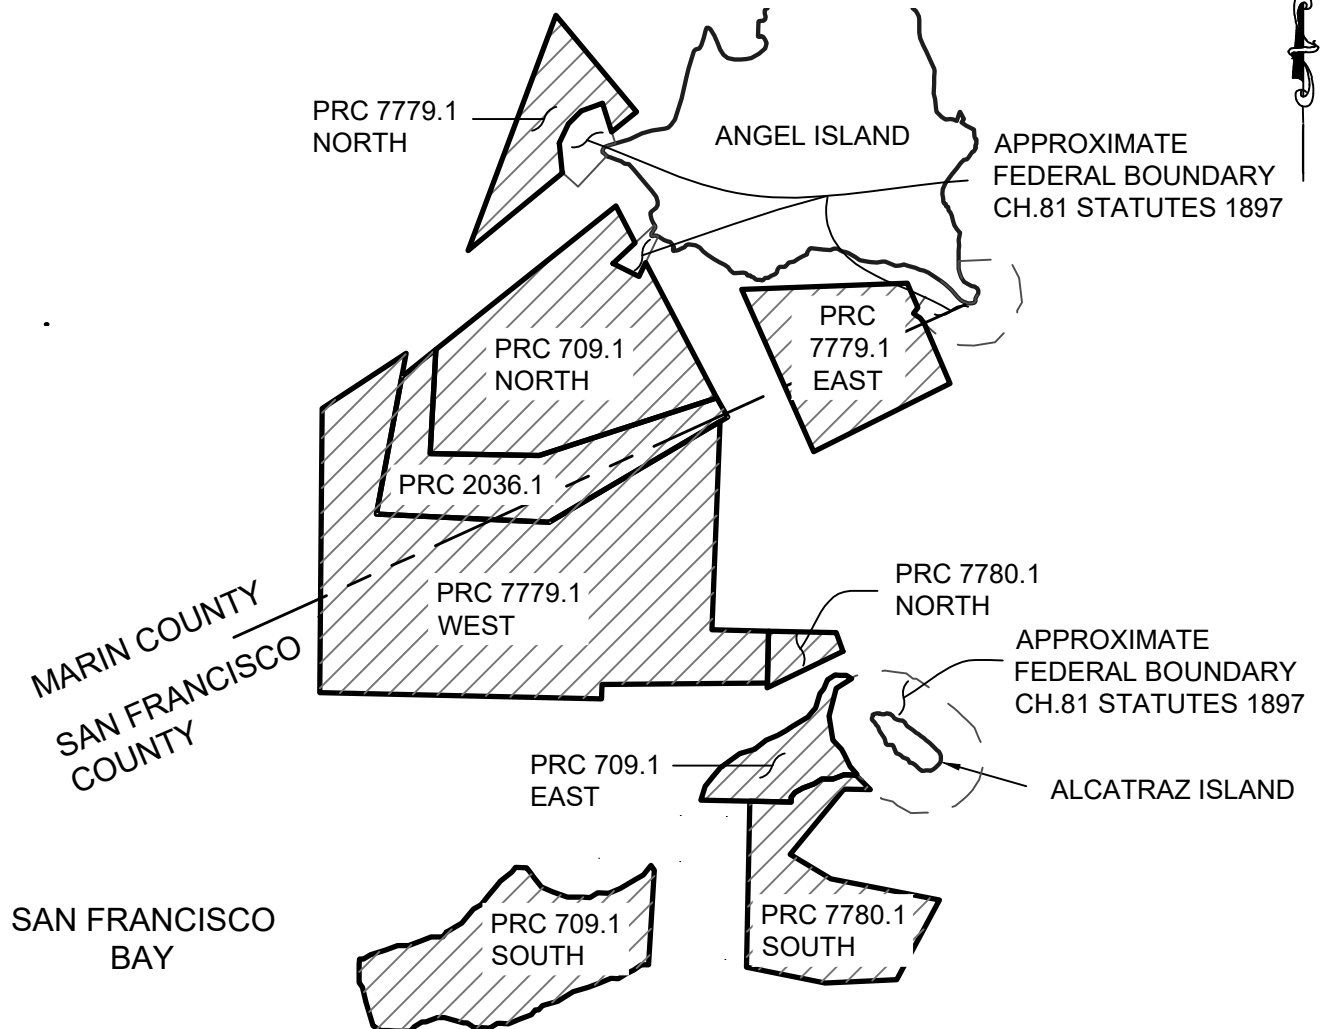 PRC 7779.1
NORTH
ANGEL ISLAND
APPROXIMATE
FEDERAL BOUNDARY
CH.81 STATUTES 1897
PRC
7779.1
EAST
PRC 709.1
NORTH
PRC 2036.1
PRC 7779.1
WEST
PRC 7780.1
NORTH
MARIN COUNTY
SAN FRANCISCO
COUNTY
APPROXIMATE
FEDERAL BOUNDARY
CH.81 STATUTES 1897
PRC 709.1
EAST
ALCATRAZ ISLAND
SAN FRANCISCO
BAY
PRC 709.1
SOUTH
PRC 7780.1
SOUTH